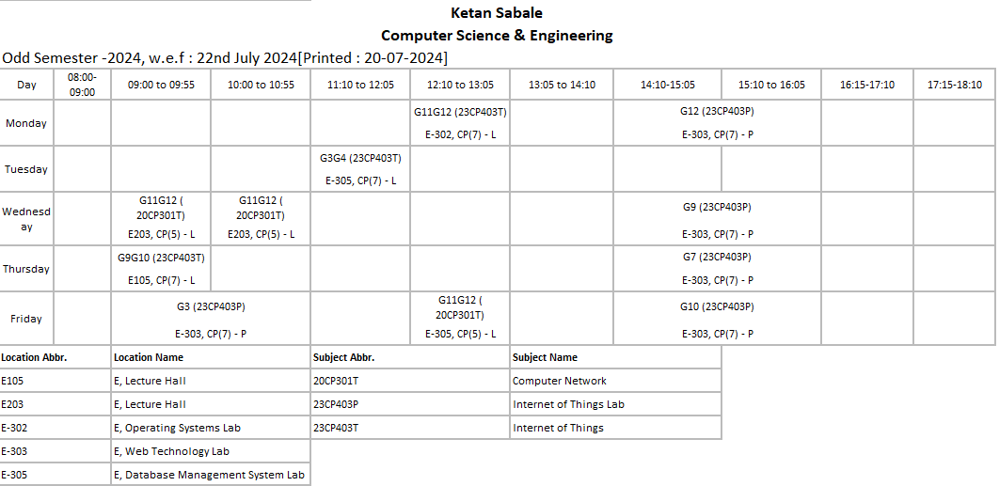 Ketan Sabale
Computer Science & Engineering
Odd Semester -2024, w.e.f : 22nd July 2024[Printed : 20-07-2024]
Day 08:00-09:00 09:00 to 09:55 10:00 to 10:55 11:10 to 12:05 12:10 to 13:05 13:05 to 14:10 14:10-15:05 15:10 to 16:05 16:15-17:10 17:15-18:10
Monday
G11G12 (23CP403T)
E-302, CP(7) - L
G12 (23CP403P)
E-303, CP(7) - P
Tuesday
G3G4 (23CP403T)
E-305, CP(7) - L
Wednesd
ay
G11G12 (
20CP301T)
E203, CP(5) - L
G11G12 (
20CP301T)
E203, CP(5) - L
G9 (23CP403P)
E-303, CP(7) - P
Thursday
G9G10 (23CP403T)
E105, CP(7) - L
G7 (23CP403P)
E-303, CP(7) - P
Friday
G3 (23CP403P)
E-303, CP(7) - P
G11G12 (
20CP301T)
E-305, CP(5) - L
G10 (23CP403P)
E-303, CP(7) - P
Location Abbr. Location Name Subject Abbr. Subject Name
E105 E, Lecture Hall 20CP301T Computer Network
E203 E, Lecture Hall 23CP403P Internet of Things Lab
E-302 E, Operating Systems Lab 23CP403T Internet of Things
E-303 E, Web Technology Lab
E-305 E, Database Management System Lab